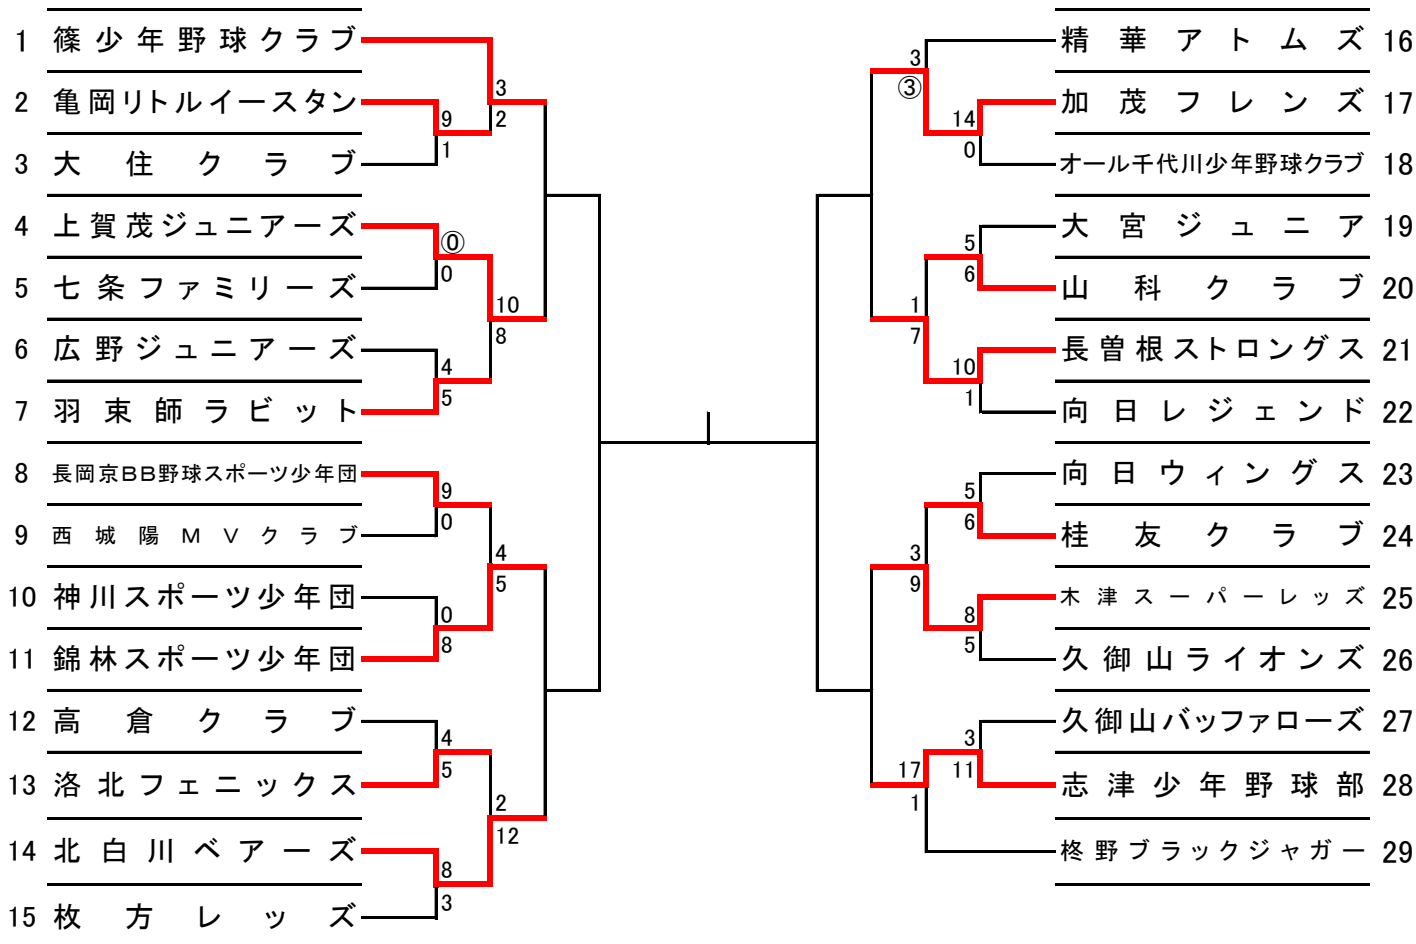 1 篠少年野球クラブ
2 亀岡リトルイースタン
3 大住クラブ
4 上賀茂ジュニアーズ
5 七条ファミリーズ
6 広野ジュニアーズ
7 羽束師ラビット
8 長岡京BB野球スポーツ少年団
9 西城陽MVクラブ
10 神川スポーツ少年団
11 錦林スポーツ少年団
12 高倉クラブ
13 洛北フェニックス
14 北白川ベアーズ
15 枚方レッズ
9
1
⓪
0
4
5
9
0
0
8
4
5
8
3
3
2
10
8
4
5
2
12
3
③
1
7
3
9
17
1
14
0
5
6
10
1
5
6
8
5
3
11
精華アトムズ 16
加茂フレンズ 17
オール千代川少年野球クラブ 18
大宮ジュニア 19
山科クラブ 20
長曽根ストロングス 21
向日レジェンド 22
向日ウィングス 23
桂友クラブ 24
木津スーパーレッズ 25
久御山ライオンズ 26
久御山バッファローズ 27
志津少年野球部 28
柊野ブラックジャガー 29